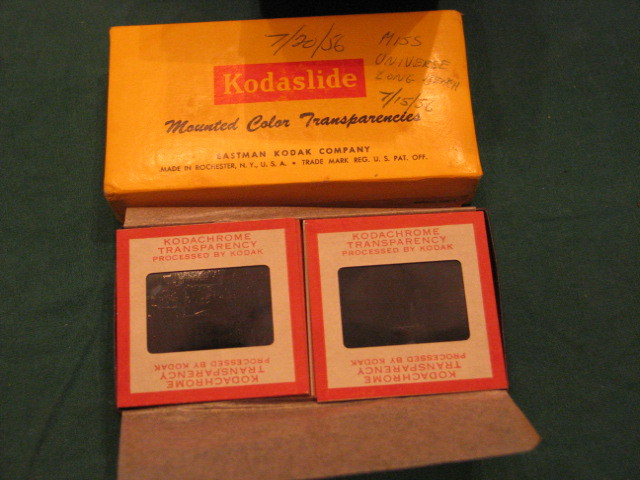 7/20/56
MISS
UNIVERSE
LONG BEACH
7/15/56
Kodaslide
Mounted Color Transparencies
EASTMAN KODAK COMPANY
MADE IN ROCHESTER, N.Y., U.S.A. • TRADE MARK REG. U.S. PAT. OFF.
KODACHROME
TRANSPARENCY
PROCESSED BY KODAK
KODACHROME
TRANSPARENCY
PROCESSED BY KODAK
KODACHROME
TRANSPARENCY
PROCESSED BY KODAK
KODACHROME
TRANSPARENCY
PROCESSED BY KODAK